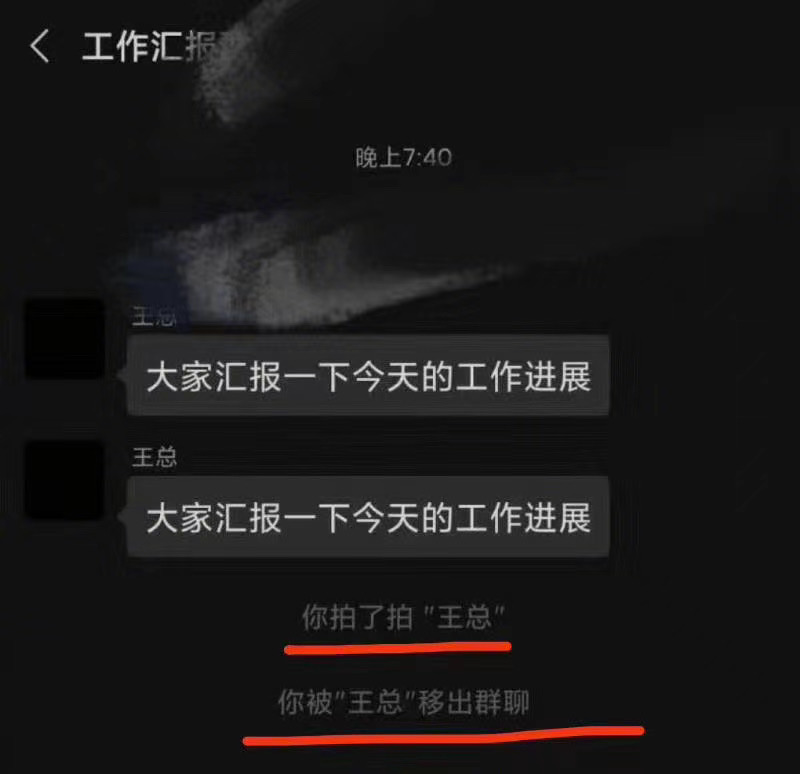 工作汇报
晚上7:40
王总
大家汇报一下今天的工作进展
王总
大家汇报一下今天的工作进展
你拍了拍 "王总"
你被"王总"移出群聊